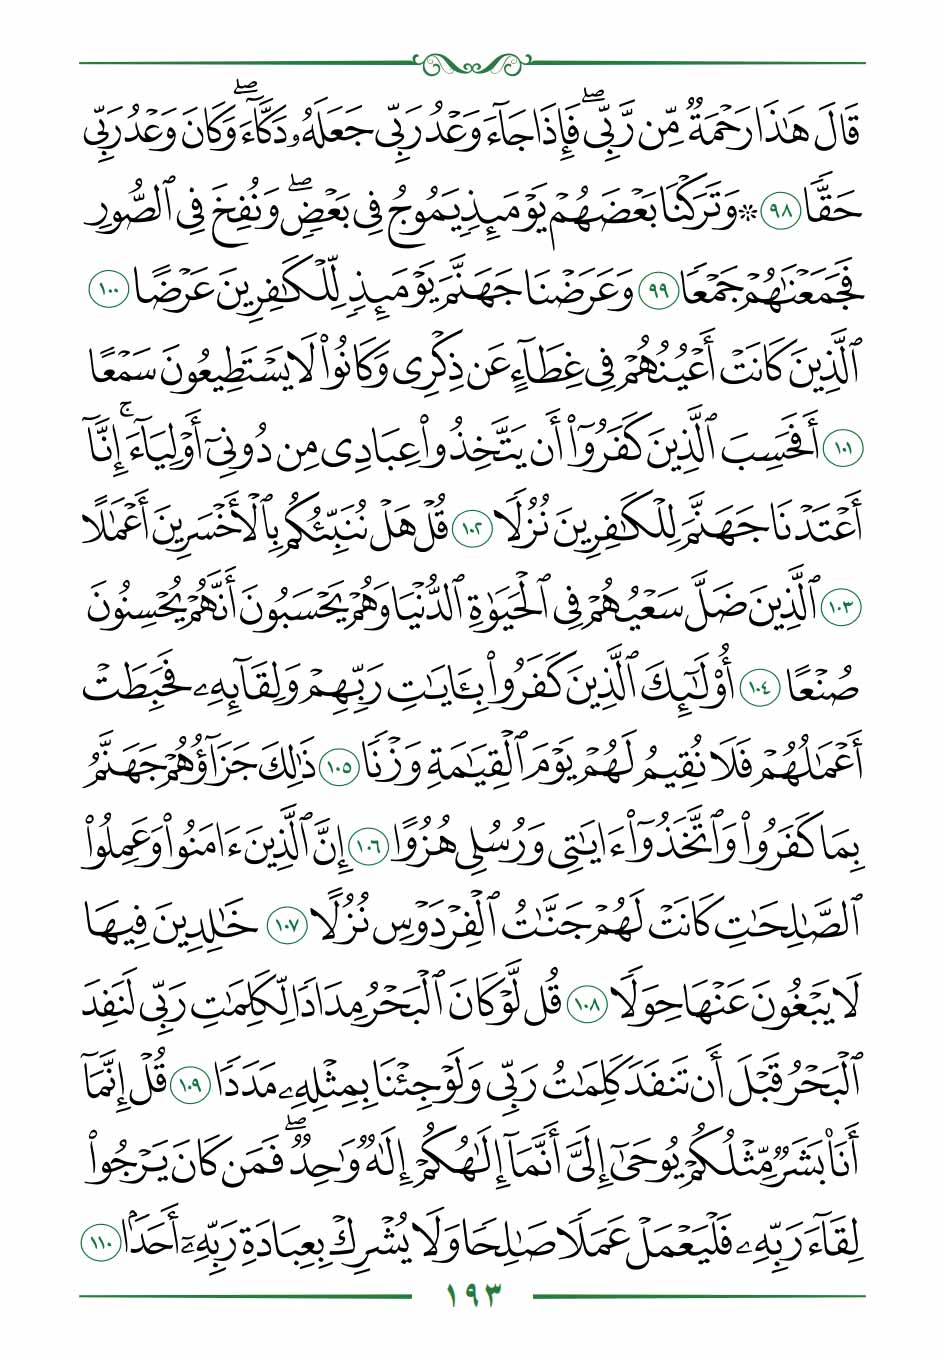 قَالَ هَـٰذَا رَحْمَةٌ مِّن رَّبِّى ۖ فَإِذَا جَآءَ وَعْدُ رَبِّى جَعَلَهُۥ دَكَّآءَ ۖ وَكَانَ وَعْدُ رَبِّى
حَقًّا ٩٨ ۞ وَتَرَكْنَا بَعْضَهُمْ يَوْمَئِذٍ يَمُوجُ فِى بَعْضٍ ۖ وَنُفِخَ فِى ٱلصُّورِ
فَجَمَعْنَـٰهُمْ جَمْعًا ٩٩ وَعَرَضْنَا جَهَنَّمَ يَوْمَئِذٍ لِّلْكَـٰفِرِينَ عَرْضًا ١٠٠
ٱلَّذِينَ كَانَتْ أَعْيُنُهُمْ فِى غِطَآءٍ عَن ذِكْرِى وَكَانُوا۟ لَا يَسْتَطِيعُونَ سَمْعًا
١٠١ أَفَحَسِبَ ٱلَّذِينَ كَفَرُوٓا۟ أَن يَتَّخِذُوا۟ عِبَادِى مِن دُونِىٓ أَوْلِيَآءَ ۚ إِنَّآ
أَعْتَدْنَا جَهَنَّمَ لِلْكَـٰفِرِينَ نُزُلًا ١٠٢ قُلْ هَلْ نُنَبِّئُكُم بِٱلْأَخْسَرِينَ أَعْمَـٰلًا
١٠٣ ٱلَّذِينَ ضَلَّ سَعْيُهُمْ فِى ٱلْحَيَوٰةِ ٱلدُّنْيَا وَهُمْ يَحْسَبُونَ أَنَّهُمْ يُحْسِنُونَ
صُنْعًا ١٠٤ أُو۟لَـٰٓئِكَ ٱلَّذِينَ كَفَرُوا۟ بِـَٔايَـٰتِ رَبِّهِمْ وَلِقَآئِهِۦ فَحَبِطَتْ
أَعْمَـٰلُهُمْ فَلَا نُقِيمُ لَهُمْ يَوْمَ ٱلْقِيَـٰمَةِ وَزْنًا ١٠٥ ذَٰلِكَ جَزَآؤُهُمْ جَهَنَّمُ
بِمَا كَفَرُوا۟ وَٱتَّخَذُوٓا۟ ءَايَـٰتِى وَرُسُلِى هُزُوًا ١٠٦ إِنَّ ٱلَّذِينَ ءَامَنُوا۟ وَعَمِلُوا۟
ٱلصَّـٰلِحَـٰتِ كَانَتْ لَهُمْ جَنَّـٰتُ ٱلْفِرْدَوْسِ نُزُلًا ١٠٧ خَـٰلِدِينَ فِيهَا
لَا يَبْغُونَ عَنْهَا حِوَلًا ١٠٨ قُل لَّوْ كَانَ ٱلْبَحْرُ مِدَادًا لِّكَلِمَـٰتِ رَبِّى لَنَفِدَ
ٱلْبَحْرُ قَبْلَ أَن تَنفَدَ كَلِمَـٰتُ رَبِّى وَلَوْ جِئْنَا بِمِثْلِهِۦ مَدَدًا ١٠٩ قُلْ إِنَّمَآ
أَنَا۠ بَشَرٌ مِّثْلُكُمْ يُوحَىٰٓ إِلَىَّ أَنَّمَآ إِلَـٰهُكُمْ إِلَـٰهٌ وَٰحِدٌ ۖ فَمَن كَانَ يَرْجُوا۟
لِقَآءَ رَبِّهِۦ فَلْيَعْمَلْ عَمَلًا صَـٰلِحًا وَلَا يُشْرِكْ بِعِبَادَةِ رَبِّهِۦٓ أَحَدًۢا ١١٠
١٩٣